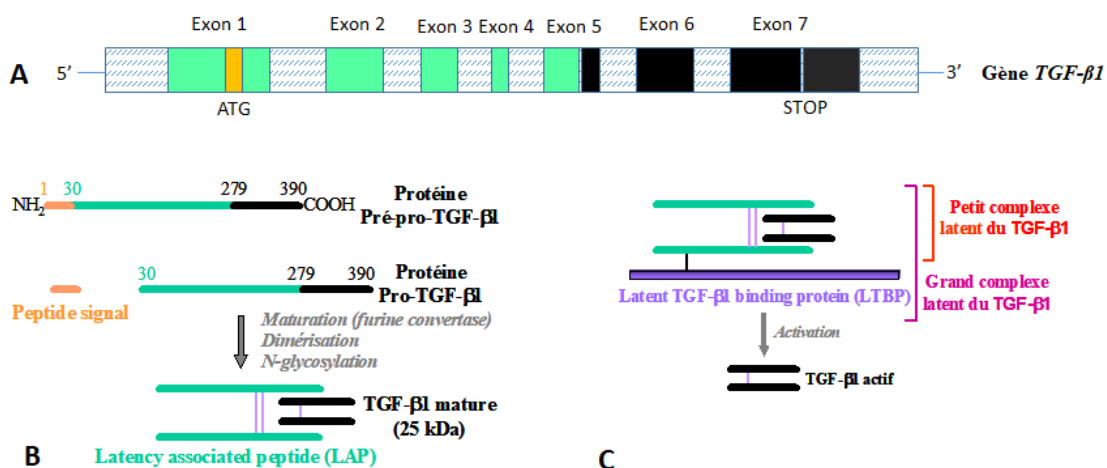 Exon 1 Exon 2 Exon 3 Exon 4 Exon 5 Exon 6 Exon 7
A 5’ 3’ Gène TGF-β1
ATG STOP
1 30 279 390
NH2 COOH Protéine
Pré-pro-TGF-β1
30 279 390 Protéine
Pro-TGF-β1
Peptide signal
Maturation (furine convertase)
Dimérisation
N-glycosylation
TGF-β1 mature
(25 kDa)
B Latency associated peptide (LAP)
Petit complexe
latent du TGF-β1
Latent TGF-β1 binding protein (LTBP)
Grand complexe
latent du TGF-β1
Activation
TGF-β1 actif
C